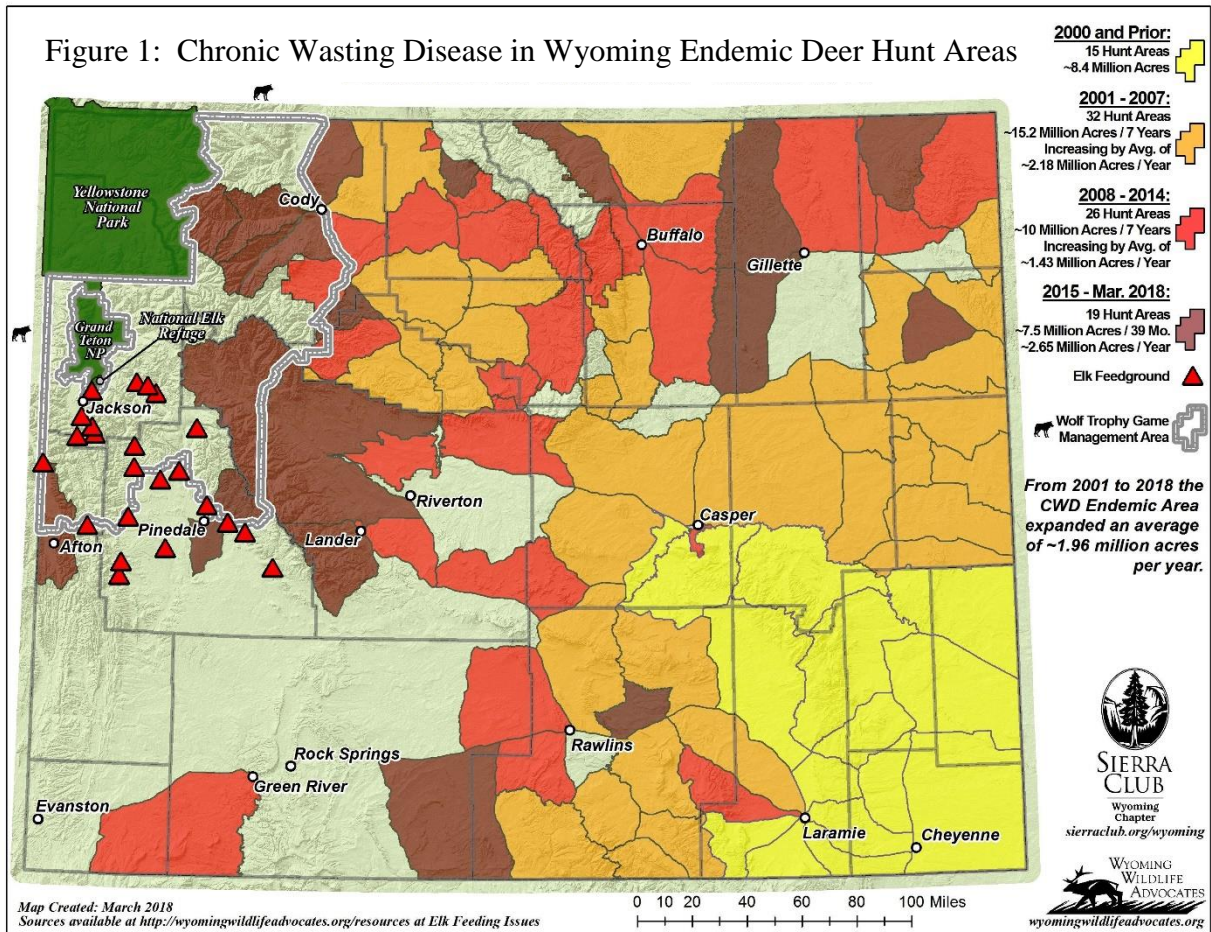 Figure 1:  Chronic Wasting Disease in Wyoming Endemic Deer Hunt Areas
2000 and Prior:
15 Hunt Areas
~8.4 Million Acres
2001 - 2007:
32 Hunt Areas
~15.2 Million Acres / 7 Years
Increasing by Avg. of
~2.18 Million Acres / Year
2008 - 2014:
26 Hunt Areas
~10 Million Acres / 7 Years
Increasing by Avg. of
~1.43 Million Acres / Year
2015 - Mar. 2018:
19 Hunt Areas
~7.5 Million Acres / 39 Mo.
~2.65 Million Acres / Year
Elk Feedground
Wolf Trophy Game
Management Area
From 2001 to 2018 the
CWD Endemic Area
expanded an average
of ~1.96 million acres
per year.
Yellowstone
National
Park
Cody
Buffalo
Gillette
Grand
Teton
NP
National Elk
Refuge
Jackson
Riverton
Pinedale
Lander
Afton
Casper
Rawlins
Rock Springs
Green River
Evanston
Laramie
Cheyenne
SIERRA
CLUB
Wyoming
Chapter
sierraclub.org/wyoming
WYOMING
WILDLIFE
ADVOCATES
wyomingwildlifeadvocates.org
Map Created: March 2018
Sources available at http://wyomingwildlifeadvocates.org/resources at Elk Feeding Issues
0 10 20 40 60 80 100 Miles